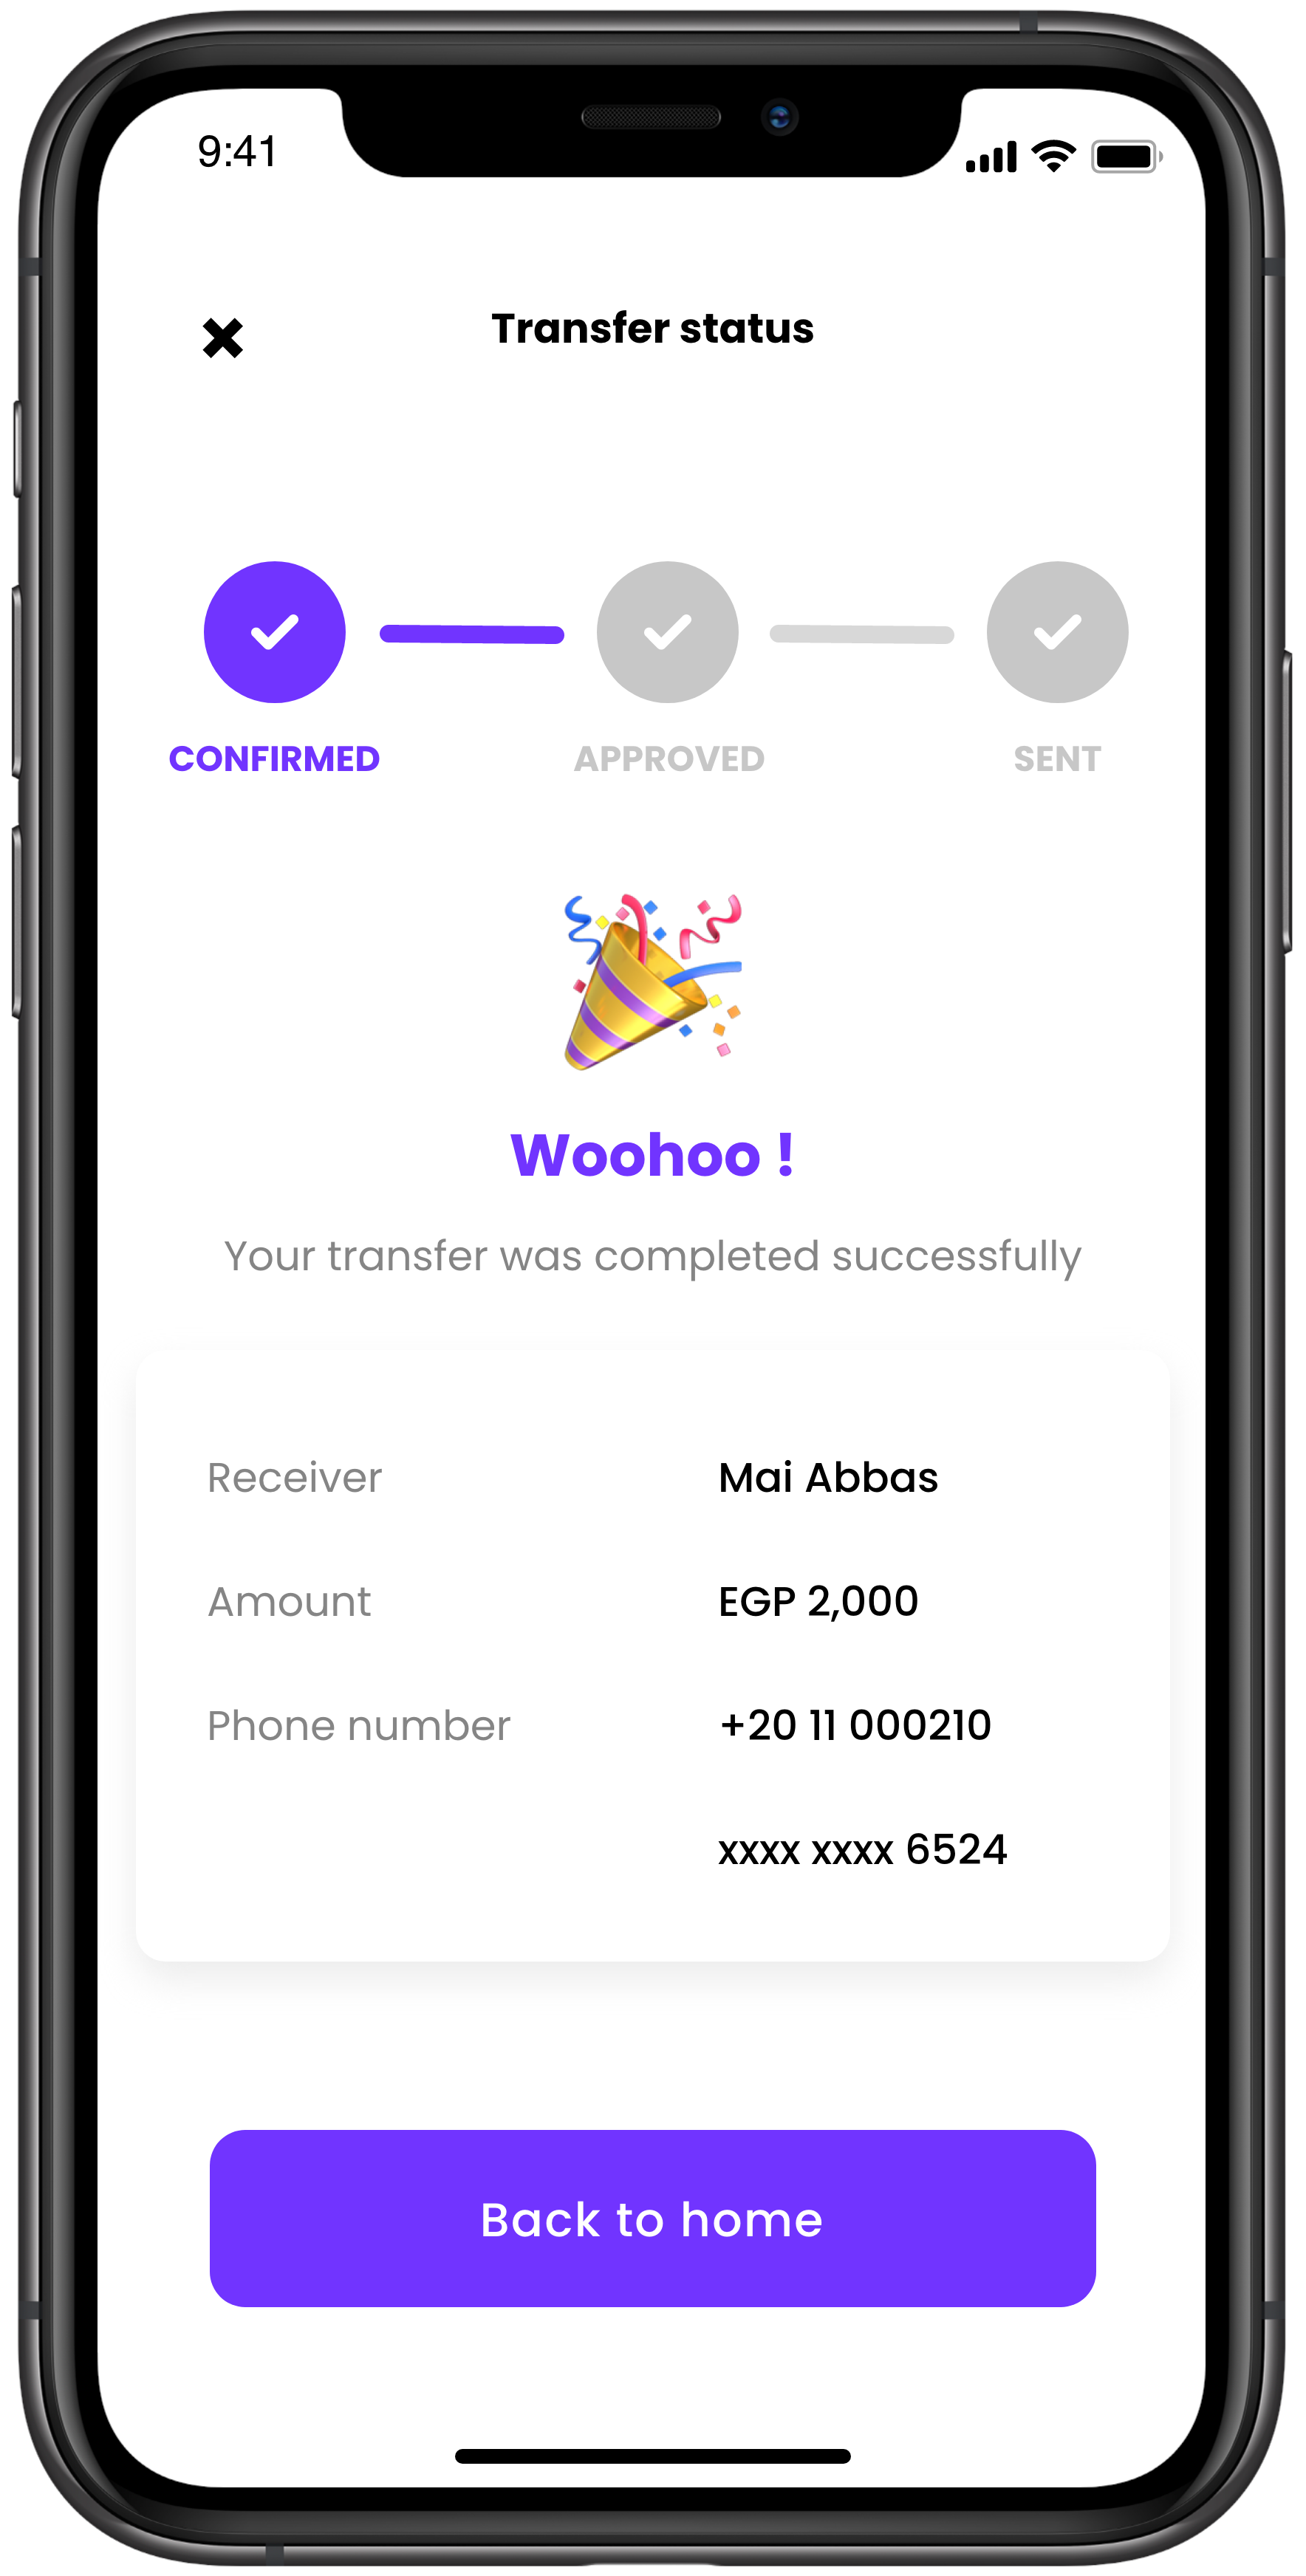 9:41
Transfer status
CONFIRMED APPROVED SENT
Woohoo !
Your transfer was completed successfully
Receiver Mai Abbas
Amount EGP 2,000
Phone number +20 11 000210
xxxx xxxx 6524
Back to home